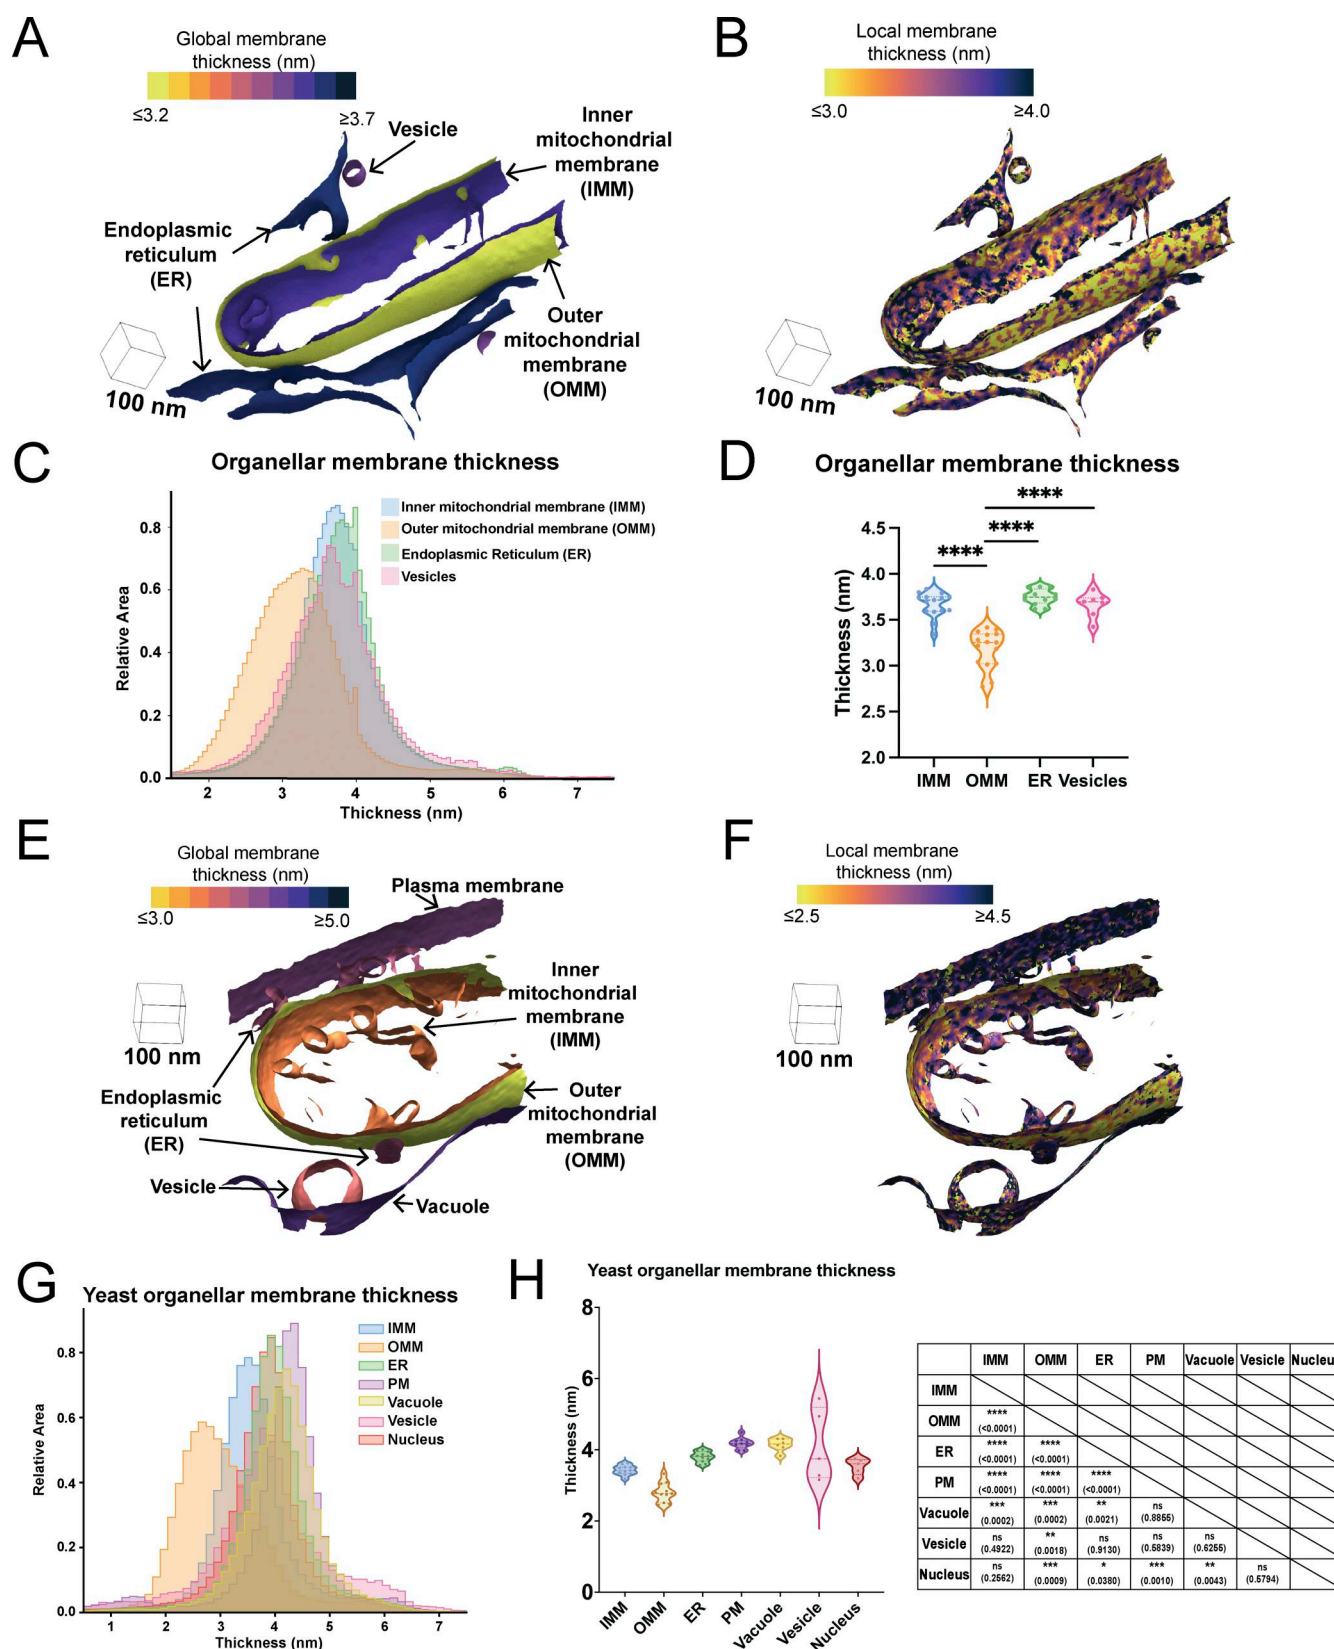 A
Global membrane
thickness (nm)
≤3.2
≥3.7
Vesicle
Inner
mitochondrial
membrane
(IMM)
Endoplasmic
reticulum
(ER)
Outer
mitochondrial
membrane
(OMM)
100 nm
B
Local membrane
thickness (nm)
≤3.0
≥4.0
100 nm
C
Organellar membrane thickness
Inner mitochondrial membrane (IMM)
Outer mitochondrial membrane (OMM)
Endoplasmic Reticulum (ER)
Vesicles
Relative Area
0.8
0.6
0.4
0.2
0.0
2 3 4 5 6 7
Thickness (nm)
D
Organellar membrane thickness
****
****
****
Thickness (nm)
4.5
4.0
3.5
3.0
2.5
2.0
IMM OMM ER Vesicles
E
Global membrane
thickness (nm)
≤3.0
≥5.0
Plasma membrane
Inner
mitochondrial
membrane
(IMM)
100 nm
Endoplasmic
reticulum
(ER)
Outer
mitochondrial
membrane
(OMM)
Vesicle
Vacuole
F
Local membrane
thickness (nm)
≤2.5
≥4.5
100 nm
G
Yeast organellar membrane thickness
IMM
OMM
ER
PM
Vacuole
Vesicle
Nucleus
Relative Area
0.8
0.6
0.4
0.2
0.0
1 2 3 4 5 6 7
Thickness (nm)
H
Yeast organellar membrane thickness
Thickness (nm)
8
6
4
2
0
IMM OMM ER PM Vacuole Vesicle Nucleus
IMM OMM ER PM Vacuole Vesicle Nucleu
IMM
OMM **** (<0.0001)
ER **** (<0.0001) **** (<0.0001)
PM **** (<0.0001) **** (<0.0001) **** (<0.0001)
Vacuole *** (0.0002) *** (0.0002) ** (0.0021) ns (0.8855)
Vesicle ns (0.4922) ** (0.0018) ns (0.9130) ns (0.5839) ns (0.6255)
Nucleus ns (0.2562) *** (0.0009) * (0.0380) *** (0.0010) ** (0.0043) ns (0.5794)